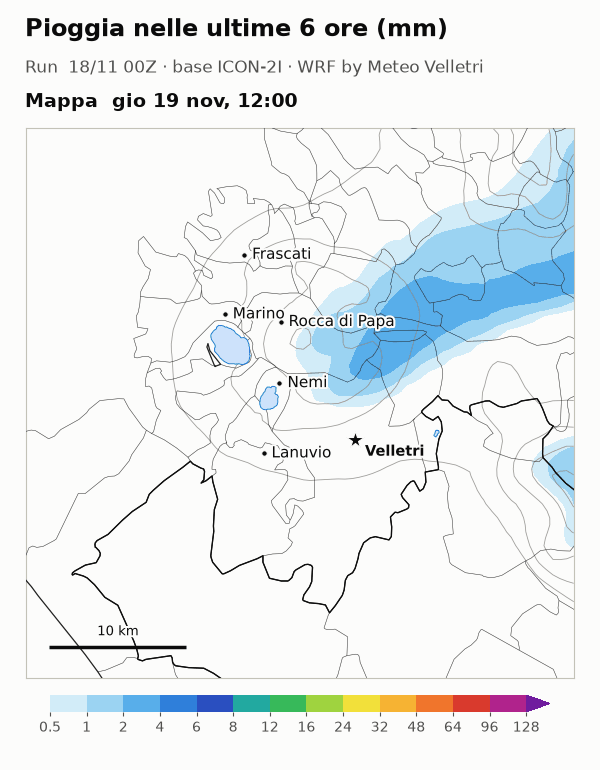 Pioggia nelle ultime 6 ore (mm)
Run  18/11 00Z · base ICON-2I · WRF by Meteo Velletri
Mappa  gio 19 nov, 12:00
Frascati
Marino
Rocca di Papa
Nemi
Velletri
Lanuvio
10 km
0.5 1 2 4 6 8 12 16 24 32 48 64 96 128